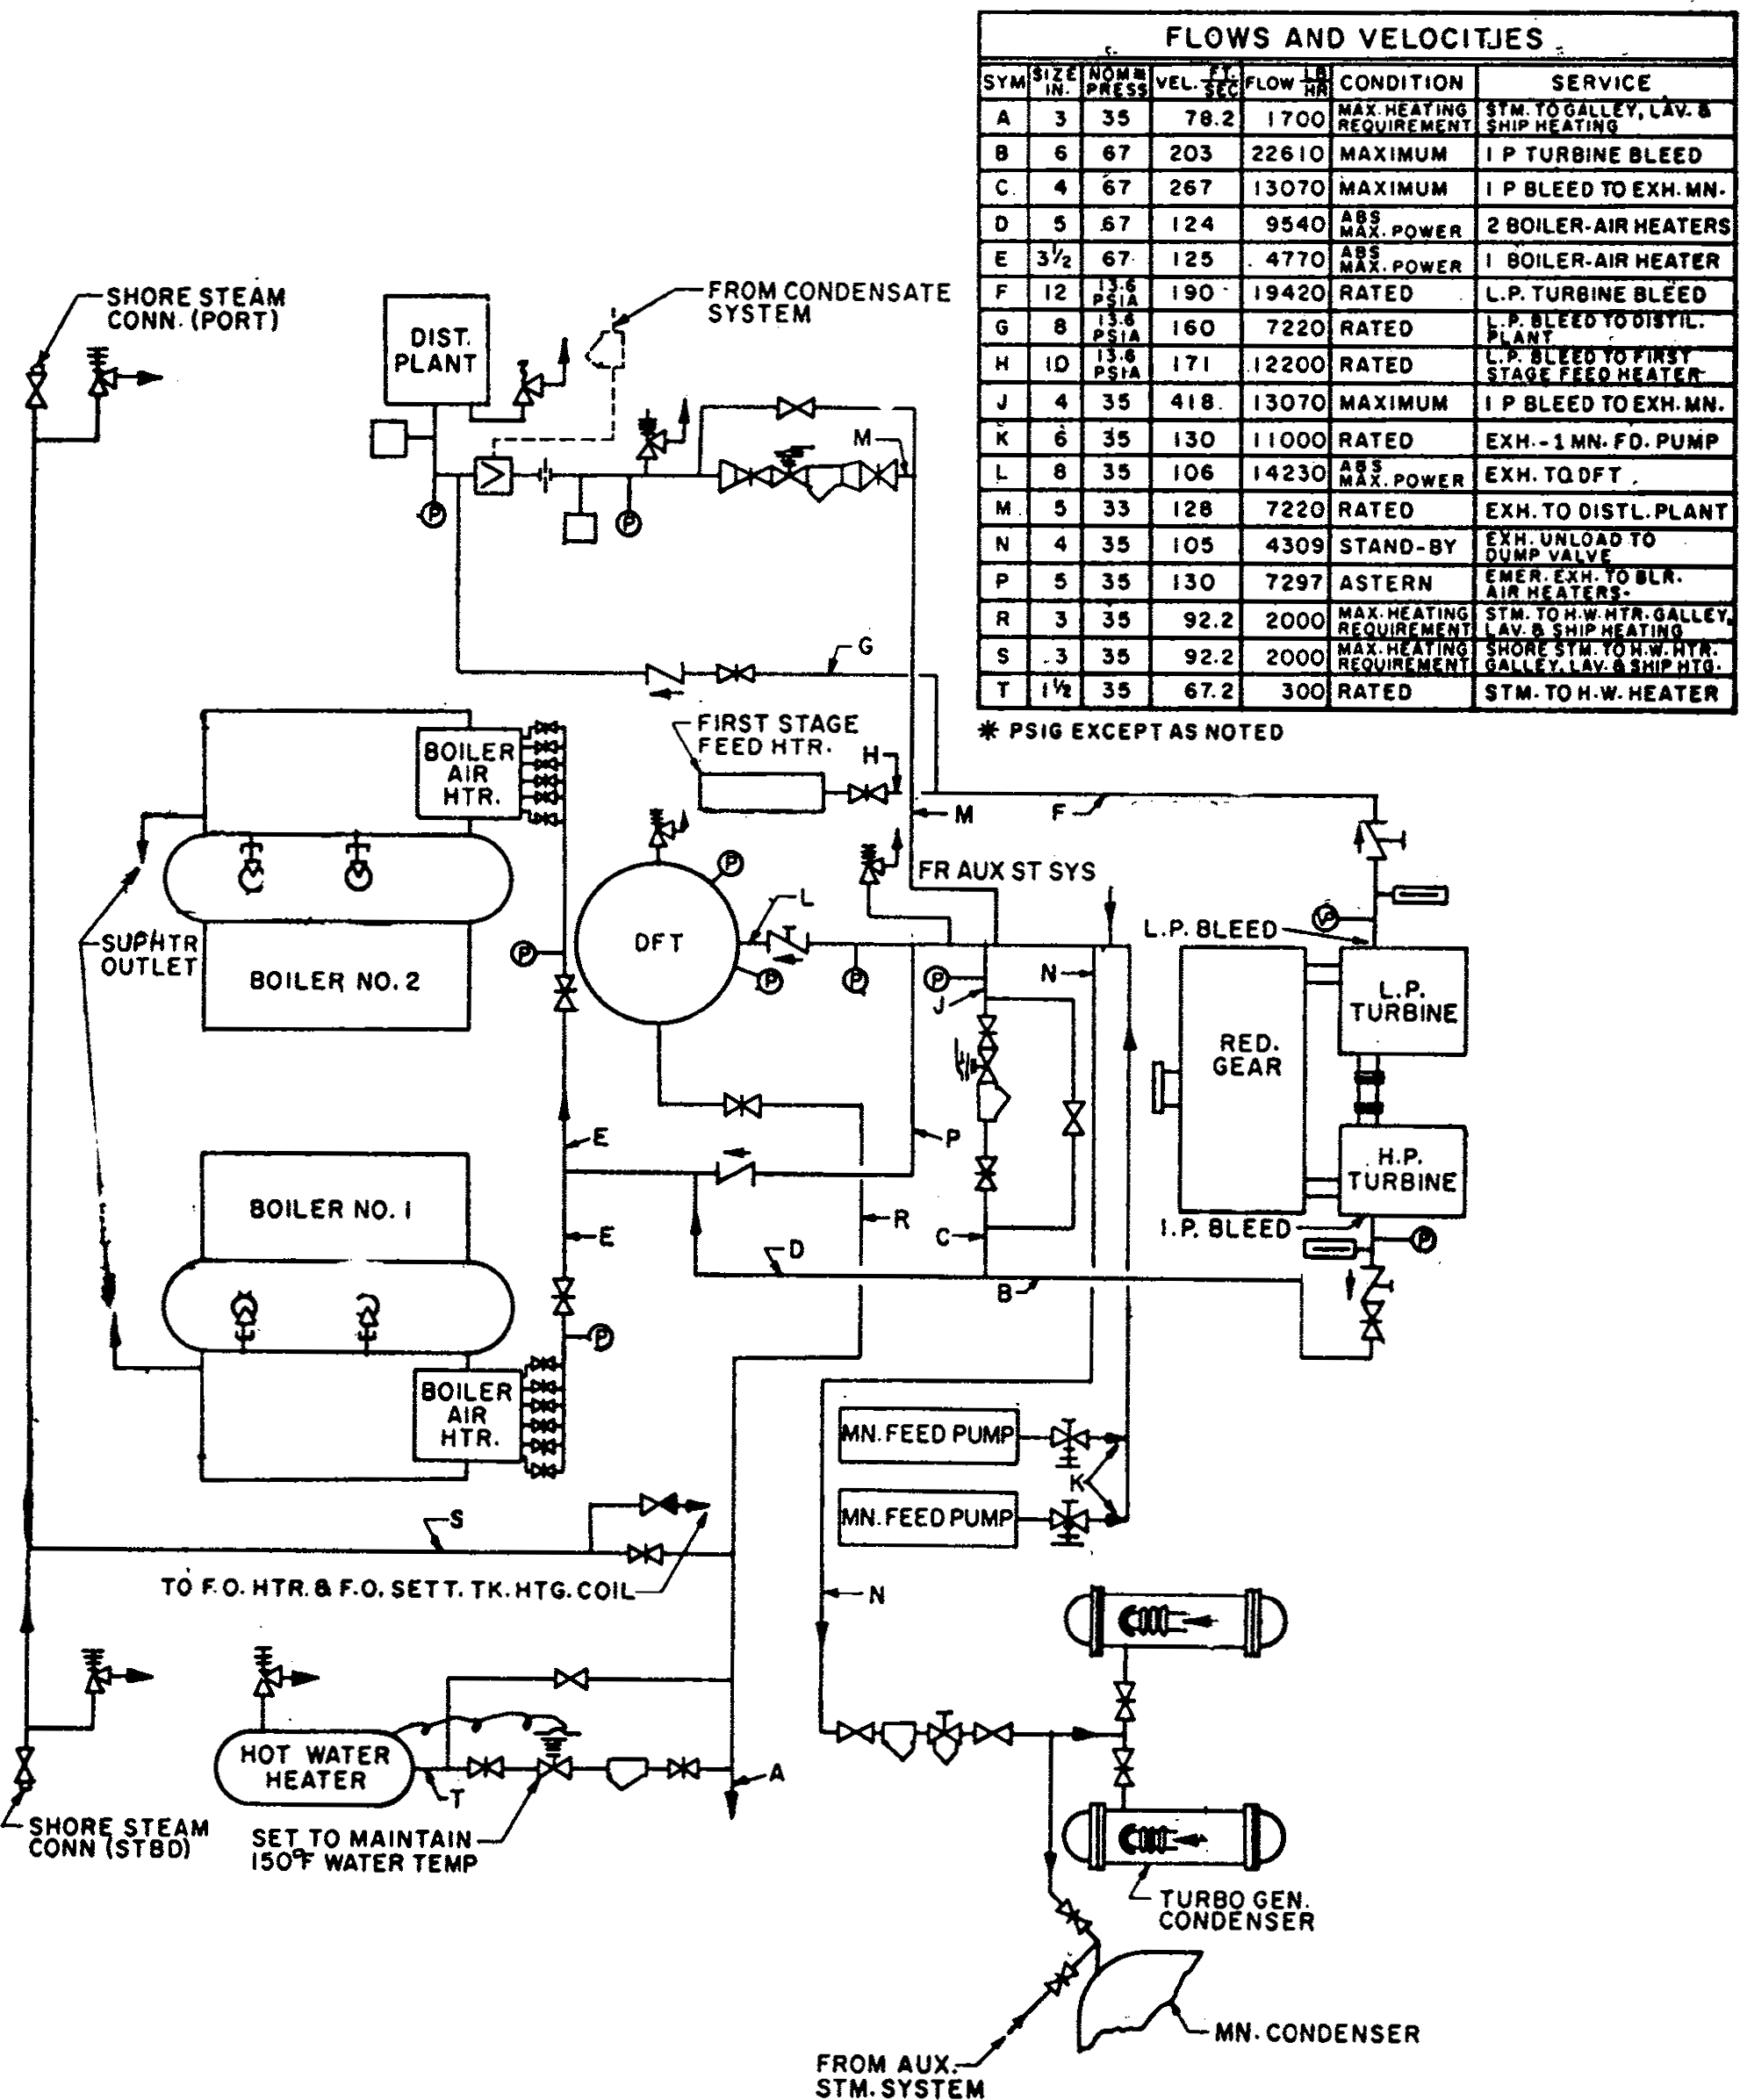 FLOWS AND VELOCITIES
SYM SIZE IN. NOM※ PRESS VEL. FT. SEC FLOW LB HR CONDITION SERVICE
A 3 35 78.2 1700 MAX. HEATING REQUIREMENT STM. TO GALLEY, LAV. & SHIP HEATING
B 6 67 203 22610 MAXIMUM I P TURBINE BLEED
C 4 67 267 13070 MAXIMUM I P BLEED TO EXH. MN.
D 5 67 124 9540 ABS MAX. POWER 2 BOILER-AIR HEATERS
E 3½ 67 125 4770 ABS MAX. POWER 1 BOILER-AIR HEATER
F 12 13.6 PSIA 190 19420 RATED L.P. TURBINE BLEED
G 8 13.6 PSIA 160 7220 RATED L.P. BLEED TO DISTIL. PLANT
H 10 13.6 PSIA 171 12200 RATED L.P. BLEED TO FIRST STAGE FEED HEATER
J 4 35 418 13070 MAXIMUM I P BLEED TO EXH. MN.
K 6 35 130 11000 RATED EXH.-1 MN. FD. PUMP
L 8 35 106 14230 ABS MAX. POWER EXH. TO DFT
M 5 33 128 7220 RATED EXH. TO DISTL. PLANT
N 4 35 105 4309 STAND-BY EXH. UNLOAD TO DUMP VALVE
P 5 35 130 7297 ASTERN EMER. EXH. TO BLR. AIR HEATERS.
R 3 35 92.2 2000 MAX. HEATING REQUIREMENT STM. TO H.W. HTR. GALLEY, LAV. & SHIP HEATING
S 3 35 92.2 2000 MAX. HEATING REQUIREMENT SHORE STM. TO H.W. HTR. GALLEY, LAV. & SHIP HTG.
T 1½ 35 67.2 300 RATED STM. TO H.W. HEATER
※ PSIG EXCEPT AS NOTED
SHORE STEAM
CONN. (PORT)
DIST.
PLANT
FROM CONDENSATE
SYSTEM
M
P
P
G
FIRST STAGE
FEED HTR.
H
F
M
BOILER
AIR
HTR.
P
FR AUX ST SYS
L
DFT
L.P. BLEED
P
SUPHTR
OUTLET
BOILER NO. 2
P
P
P
P
N
J
L.P.
TURBINE
RED.
GEAR
E
P
H.P.
TURBINE
BOILER NO. 1
R
E
C
I.P. BLEED
P
D
B
P
BOILER
AIR
HTR.
MN. FEED PUMP
K
MN. FEED PUMP
S
TO F.O. HTR. & F.O. SETT. TK. HTG. COIL
N
HOT WATER
HEATER
T
A
SHORE STEAM
CONN (STBD)
SET TO MAINTAIN
150°F WATER TEMP
TURBO GEN.
CONDENSER
MN. CONDENSER
FROM AUX.
STM. SYSTEM